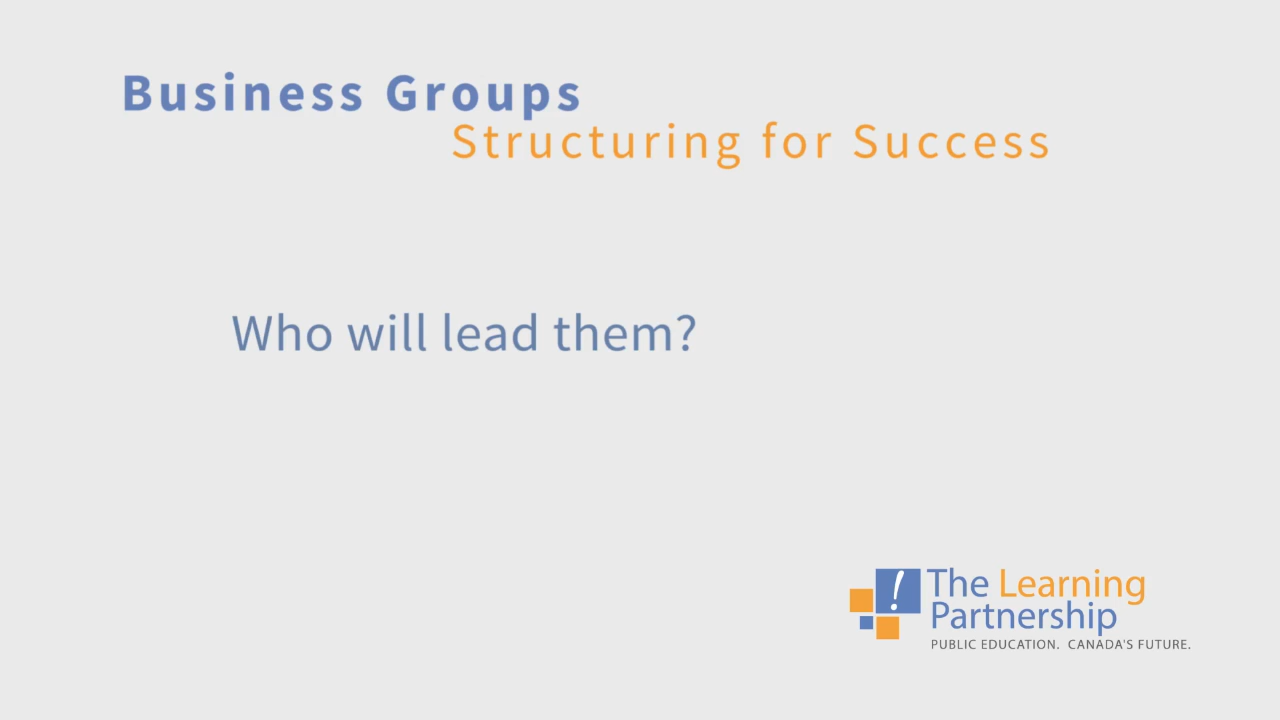 Business Groups
Structuring for Success
Who will lead them?
!
The Learning
Partnership
PUBLIC EDUCATION. CANADA'S FUTURE.